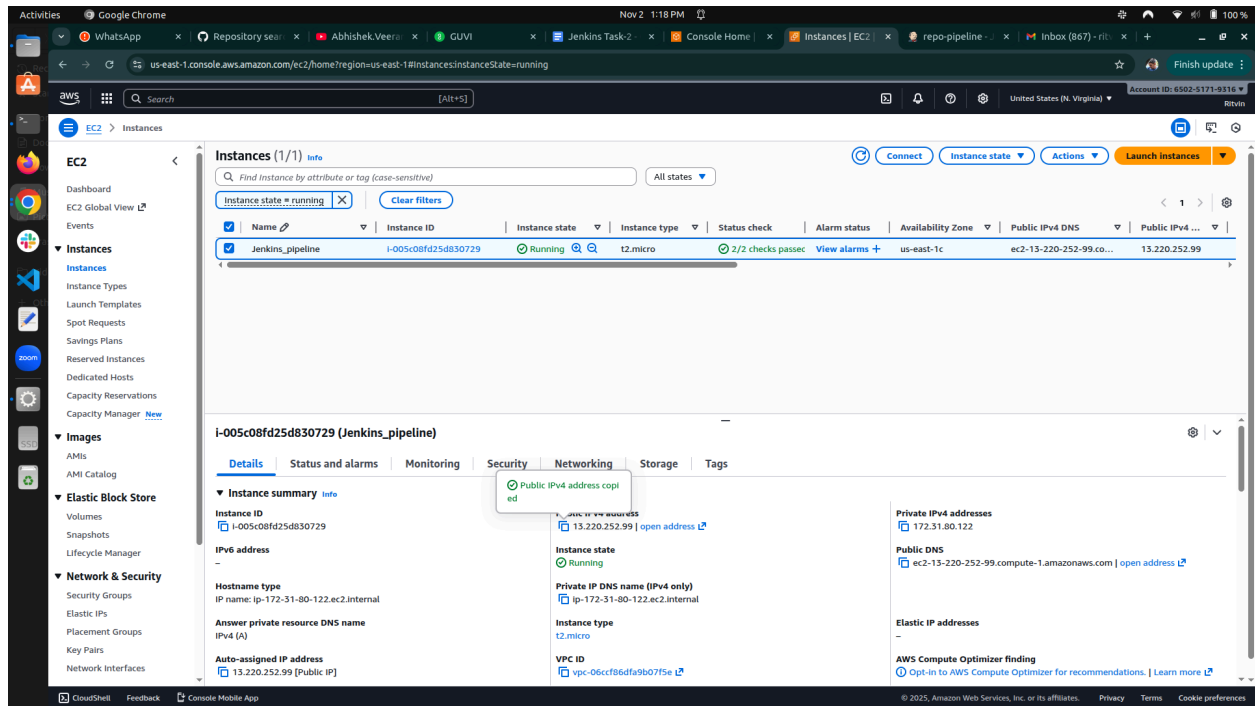 Activities Google Chrome Nov 2 1:18 PM 100 %
WhatsApp Repository sear Abhishek.Veera GUVI Jenkins Task-2 - Console Home | Instances | EC2 | repo-pipeline - J Inbox (867) - rit
us-east-1.console.aws.amazon.com/ec2/home?region=us-east-1#Instances:instanceState=running Finish update
aws Search [Alt+S] United States (N. Virginia) Account ID: 6502-5171-9316
Ritvin
EC2 > Instances
EC2
Dashboard
EC2 Global View
Events
Instances
Instances
Instance Types
Launch Templates
Spot Requests
Savings Plans
Reserved Instances
Dedicated Hosts
Capacity Reservations
Capacity Manager New
Images
AMIs
AMI Catalog
Elastic Block Store
Volumes
Snapshots
Lifecycle Manager
Network & Security
Security Groups
Elastic IPs
Placement Groups
Key Pairs
Network Interfaces
Instances (1/1) Info Connect Instance state Actions Launch instances
Find Instance by attribute or tag (case-sensitive) All states
Instance state = running Clear filters 1
Name Instance ID Instance state Instance type Status check Alarm status Availability Zone Public IPv4 DNS Public IPv4 ...
Jenkins_pipeline i-005c08fd25d830729 Running t2.micro 2/2 checks passec View alarms + us-east-1c ec2-13-220-252-99.co... 13.220.252.99
i-005c08fd25d830729 (Jenkins_pipeline)
Details Status and alarms Monitoring Security Networking Storage Tags
Public IPv4 address copi
ed
Instance summary Info
Instance ID
i-005c08fd25d830729
Public IPv4 address
13.220.252.99 | open address
Private IPv4 addresses
172.31.80.122
IPv6 address
–
Instance state
Running
Public DNS
ec2-13-220-252-99.compute-1.amazonaws.com | open address
Hostname type
IP name: ip-172-31-80-122.ec2.internal
Private IP DNS name (IPv4 only)
ip-172-31-80-122.ec2.internal
Answer private resource DNS name
IPv4 (A)
Instance type
t2.micro
Elastic IP addresses
–
Auto-assigned IP address
13.220.252.99 [Public IP]
VPC ID
vpc-06ccf86dfa9b07f5e
AWS Compute Optimizer finding
Opt-in to AWS Compute Optimizer for recommendations. | Learn more
CloudShell Feedback Console Mobile App © 2025, Amazon Web Services, Inc. or its affiliates. Privacy Terms Cookie preferences
zoom
SSD